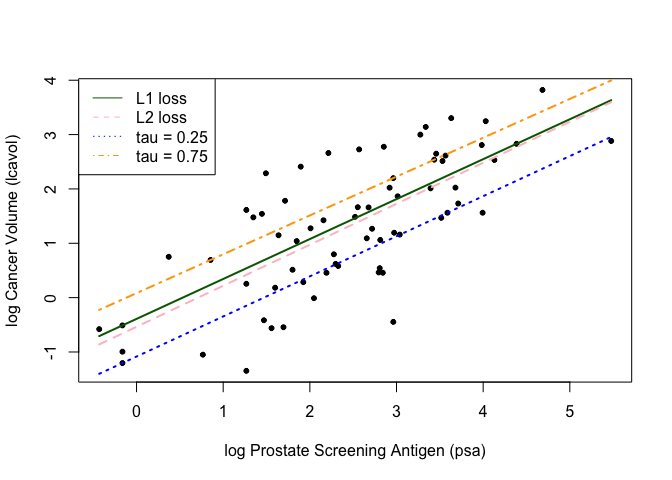 L1 loss
L2 loss
tau = 0.25
tau = 0.75
4
3
2
1
0
-1
log Cancer Volume (lcavol)
0 1 2 3 4 5
log Prostate Screening Antigen (psa)